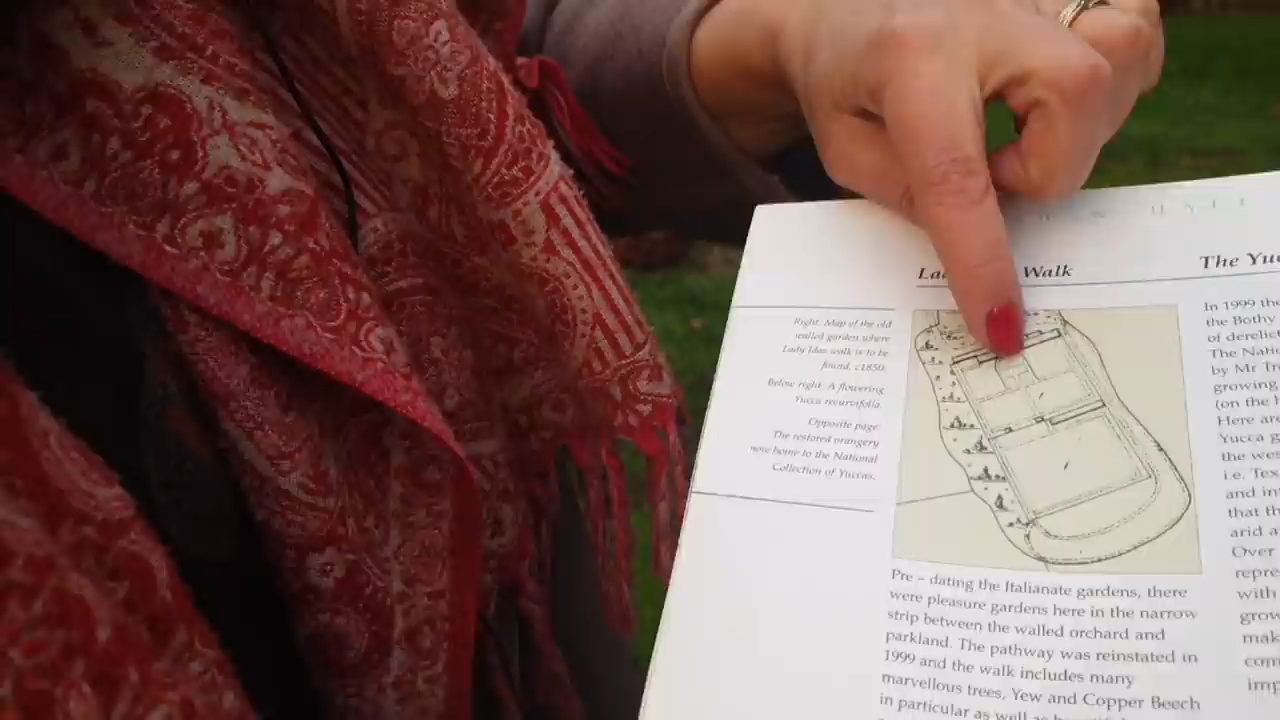 HALL
Walk
The Yuc
Right: Map of the old
walled garden where
Lady Idas walk is to be
found, c1850.
Below right: A flowering
Yucca recurvifolia.
Opposite page:
The restored orangery
now home to the National
Collection of Yuccas.
Pre – dating the Italianate gardens, there
were pleasure gardens here in the narrow
strip between the walled orchard and
parkland. The pathway was reinstated in
1999 and the walk includes many
marvellous trees, Yew and Copper Beech
in particular as well as
In 1999 the
the Bothy
of derelic
The Nati
by Mr Tr
growing
(on the h
Here are
Yucca g
the wes
i.e. Tex
and in
that th
arid a
Over
repre
with
grow
mak
com
imp